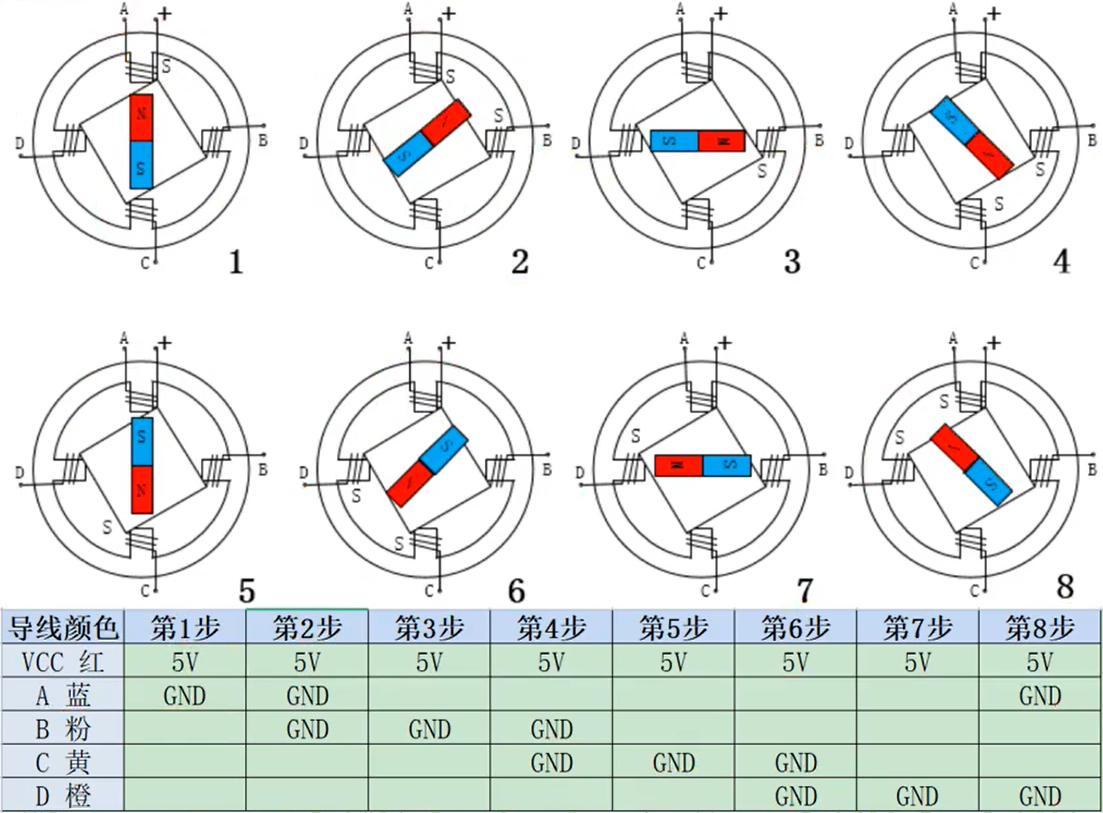 A +
S
N
S
D
B
C
1
A +
S
S
S
D
B
C
2
A +
S N
D
B
S
C
3
A +
S
D
B
S
S
C
4
A +
S
N
D
B
S
C
5
A +
S
D
B
S
S
C
6
A +
S
N S
D
B
C
7
A +
S
S
S
D
B
C
8
导线颜色 第1步 第2步 第3步 第4步 第5步 第6步 第7步 第8步
VCC 红 5V 5V 5V 5V 5V 5V 5V 5V
A 蓝 GND GND GND
B 粉 GND GND GND
C 黄 GND GND GND
D 橙 GND GND GND